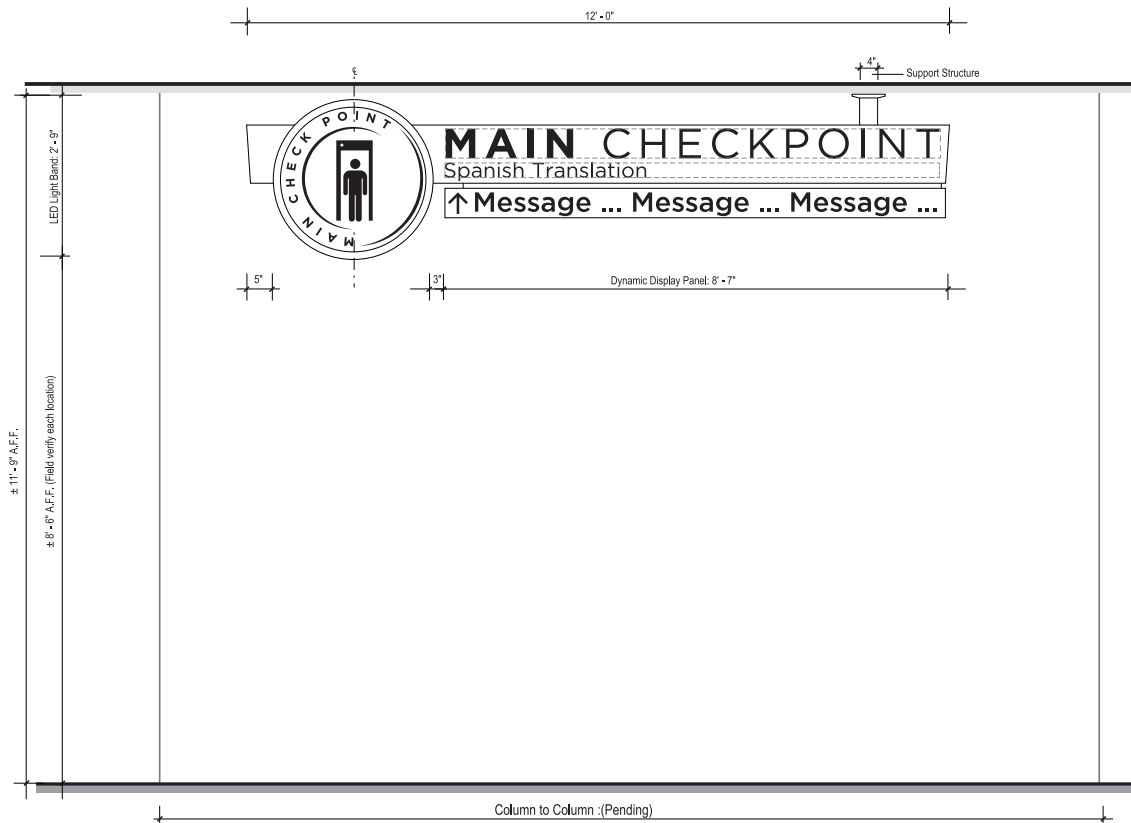 12' - 0"
℄
4"
Support Structure
LED Light Band: 2' - 9"
MAIN CHECK POINT
MAIN CHECKPOINT
Spanish Translation
↑ Message ... Message ... Message ...
5"
3"
Dynamic Display Panel: 8' - 7"
± 11' - 9" A.F.F.
± 8' - 6" A.F.F. (Field verify each location)
Column to Column :(Pending)